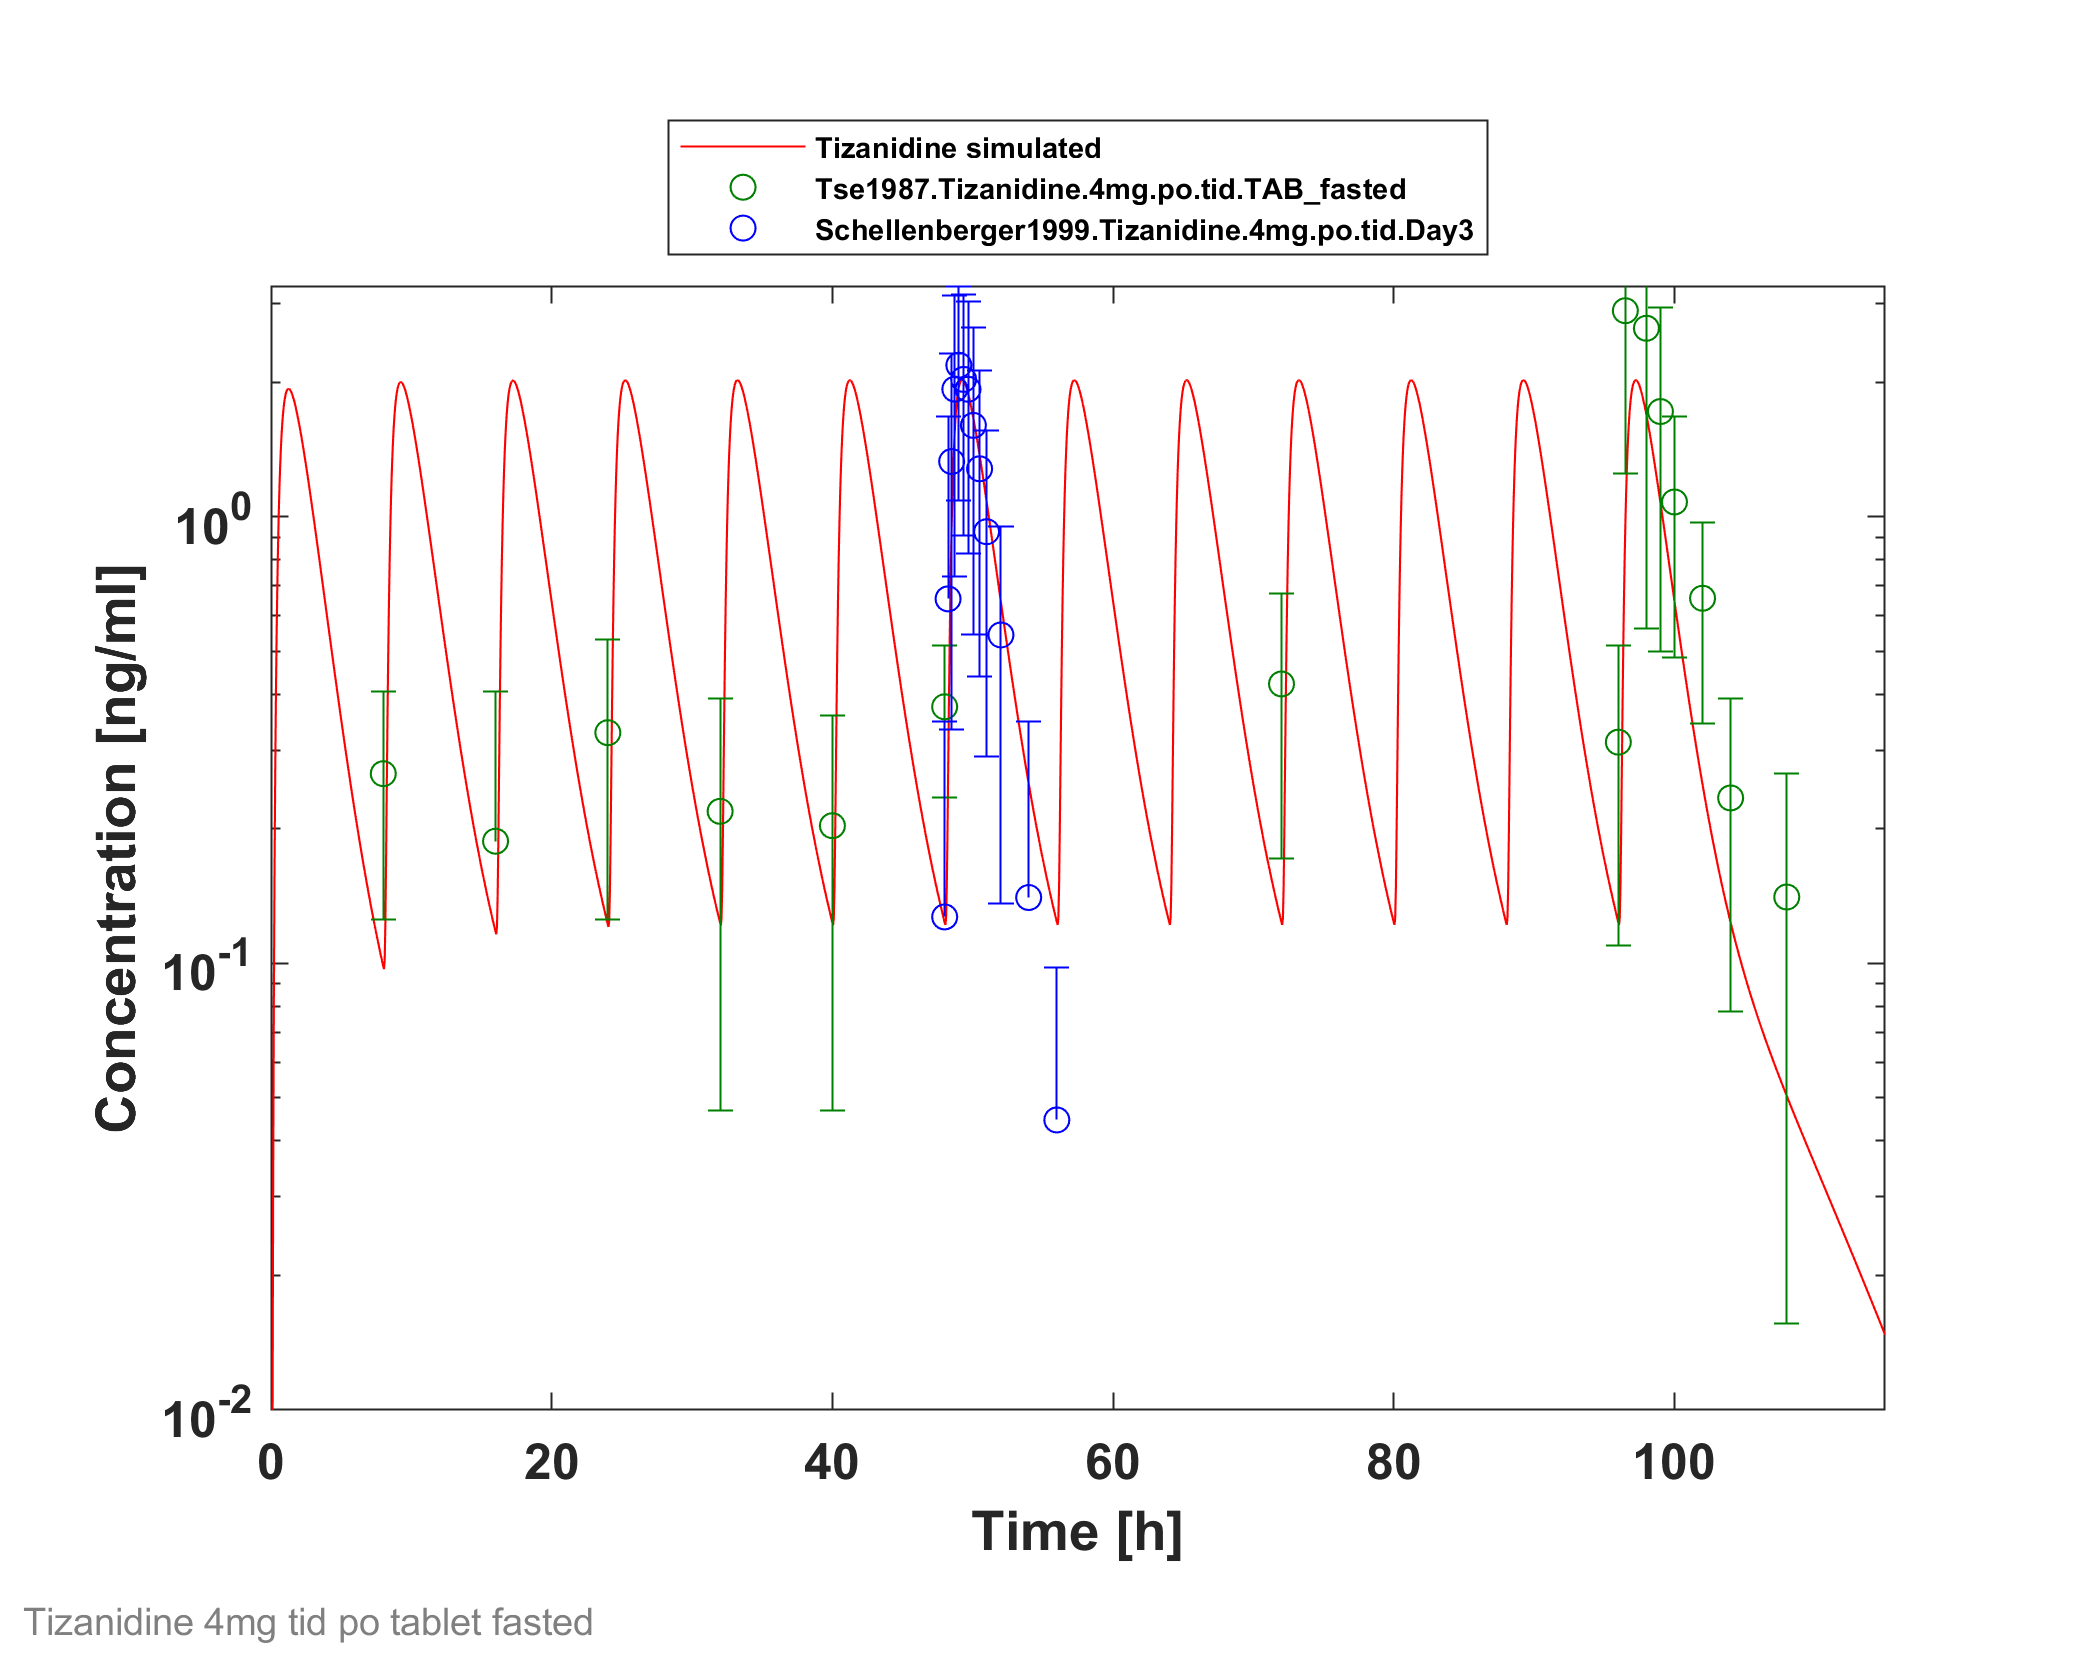 Tizanidine simulated
Tse1987.Tizanidine.4mg.po.tid.TAB_fasted
Schellenberger1999.Tizanidine.4mg.po.tid.Day3
Concentration [ng/ml]
10^0
10^-1
10^-2
0 20 40 60 80 100
Time [h]
Tizanidine 4mg tid po tablet fasted